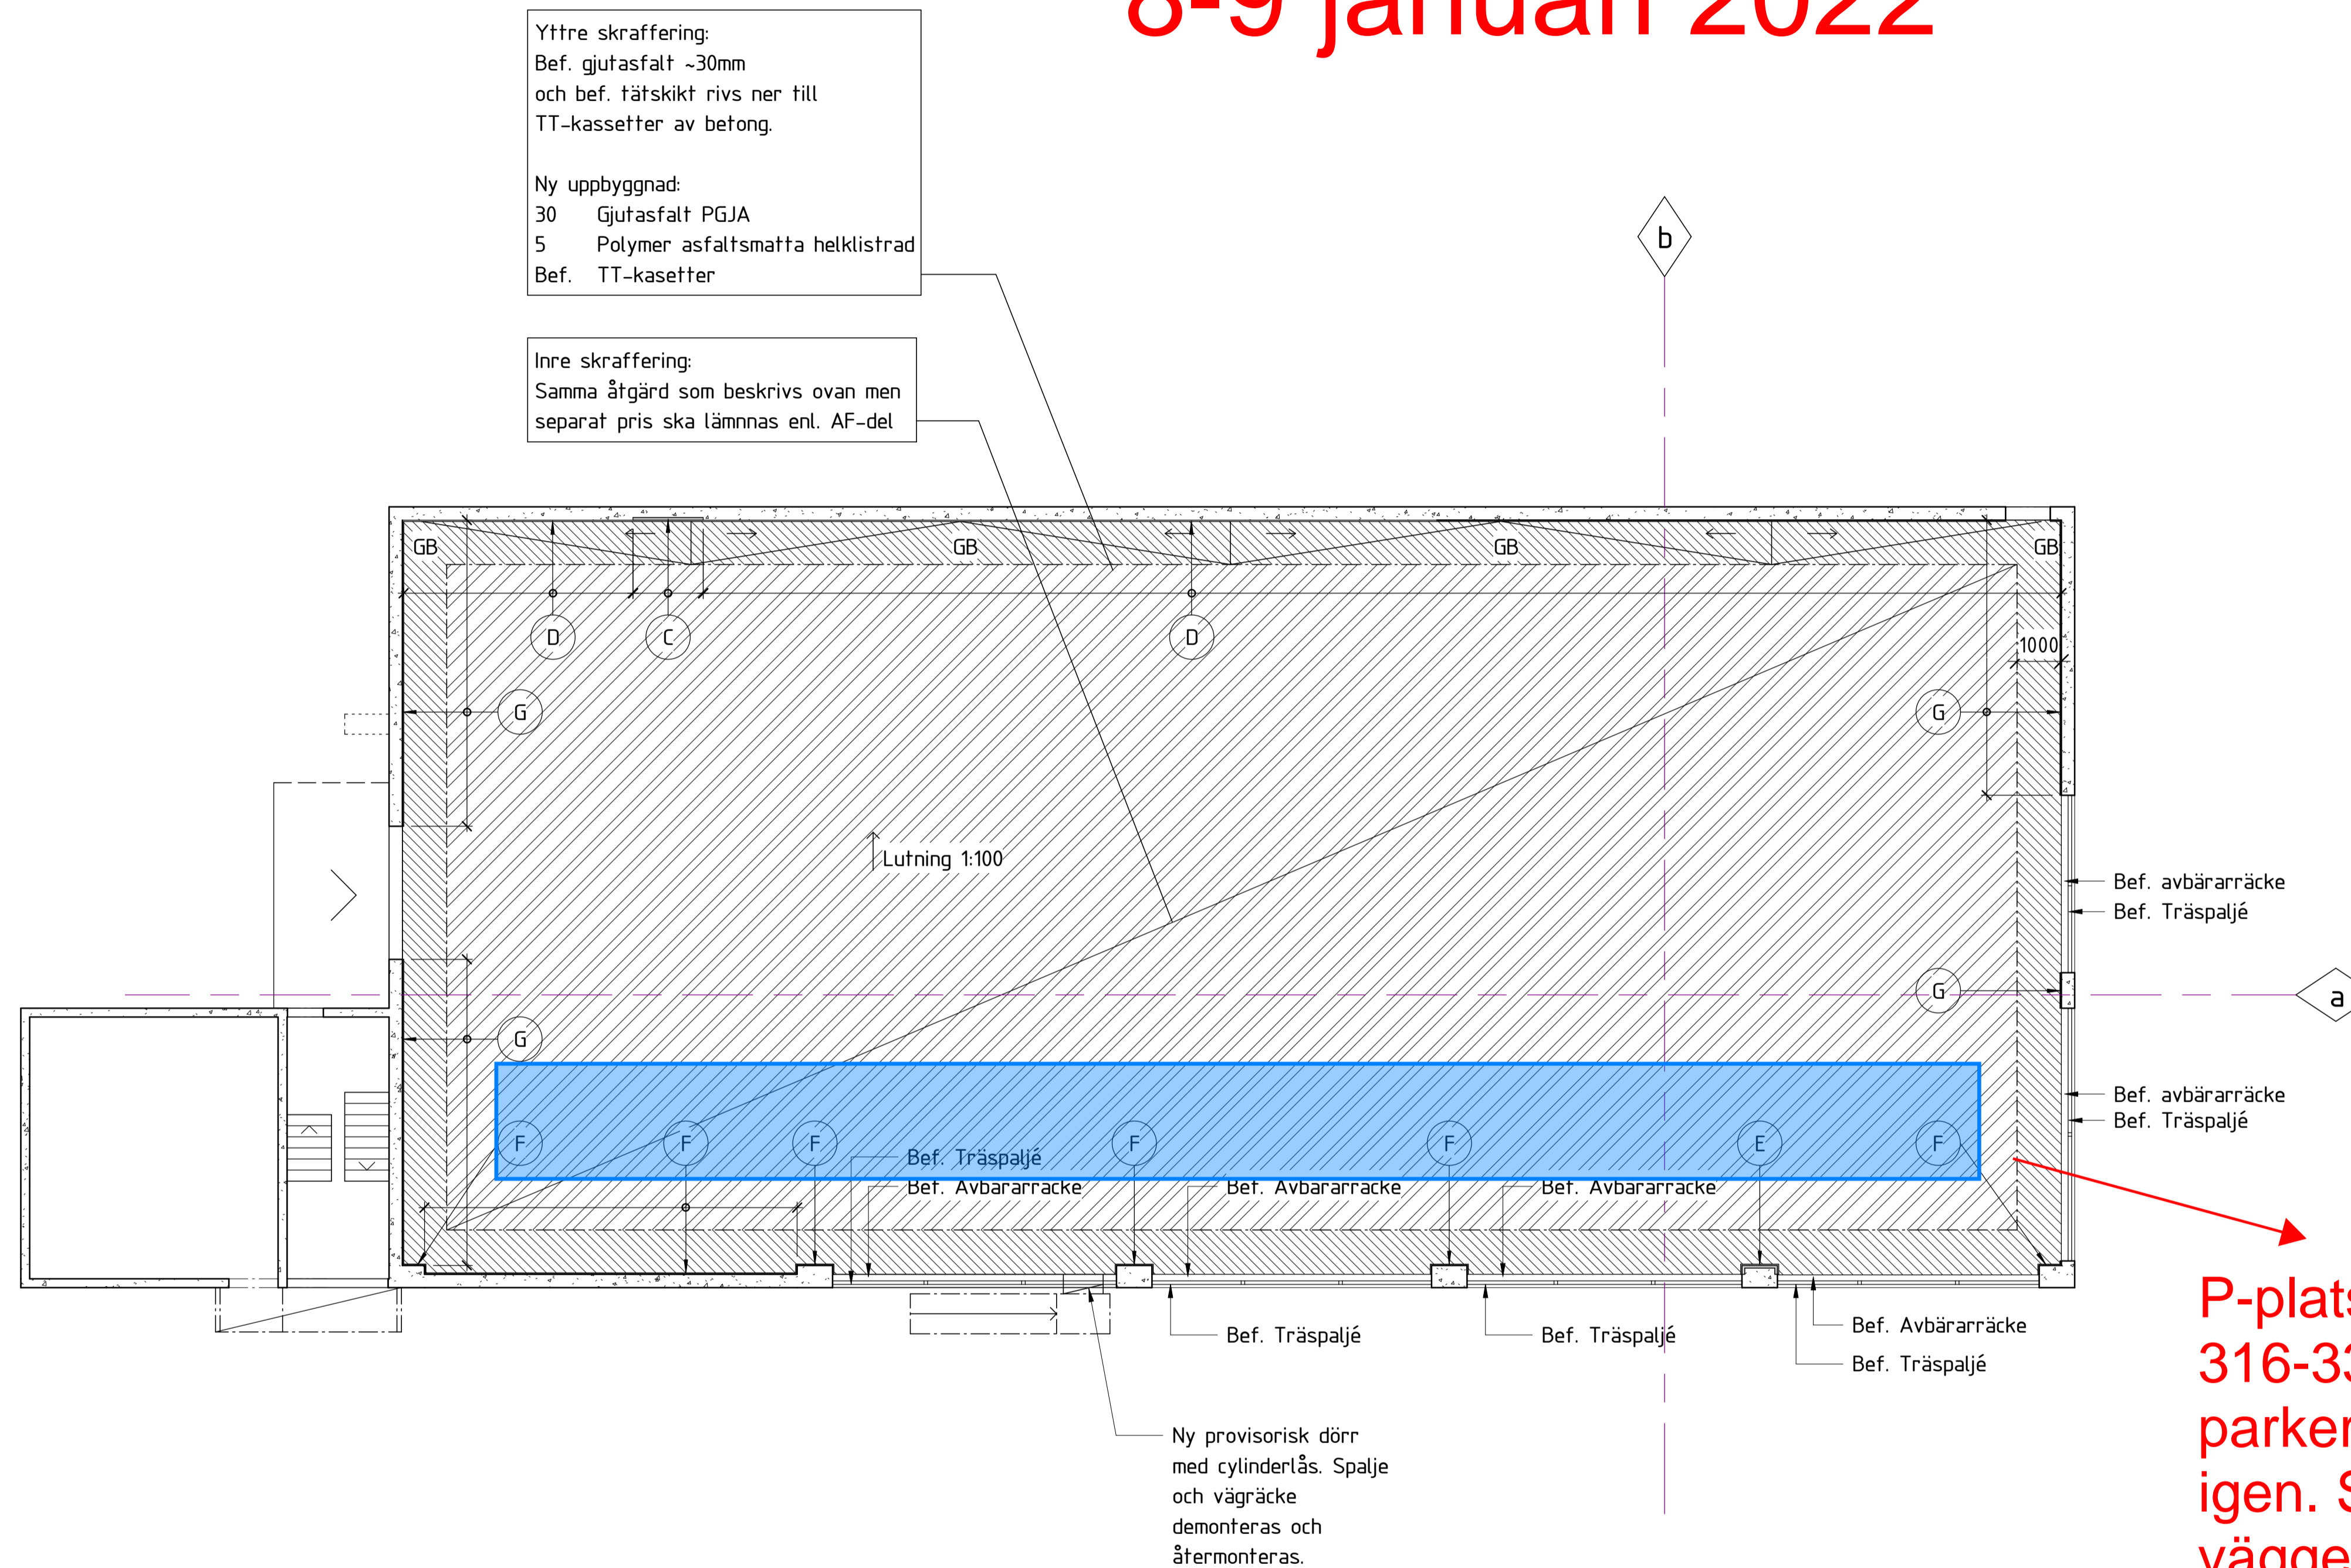 8-9 januari 2022
Yttre skraffering:
Bef. gjutasfalt ~30mm
och bef. tätskikt rivs ner till
TT-kassetter av betong.
Ny uppbyggnad:
30 Gjutasfalt PGJA
5 Polymer asfaltsmatta helklistrad
Bef. TT-kasetter
Inre skraffering:
Samma åtgärd som beskrivs ovan men
separat pris ska lämnnas enl. AF-del
b
GB
GB
GB
GB
D
C
D
1000
G
G
Lutning 1:100
Bef. avbärarräcke
Bef. Träspaljé
G
a
G
Bef. avbärarräcke
Bef. Träspaljé
F
F
F
F
F
E
F
Bef. Träspaljé
Bef. Avbärarräcke
Bef. Avbärarräcke
Bef. Avbärarräcke
Bef. Träspaljé
Bef. Träspaljé
Bef. Avbärarräcke
Bef. Träspaljé
Ny provisorisk dörr
med cylinderlås. Spalje
och vägräcke
demonteras och
återmonteras.
P-plats
316-33
parker
igen. S
vägge